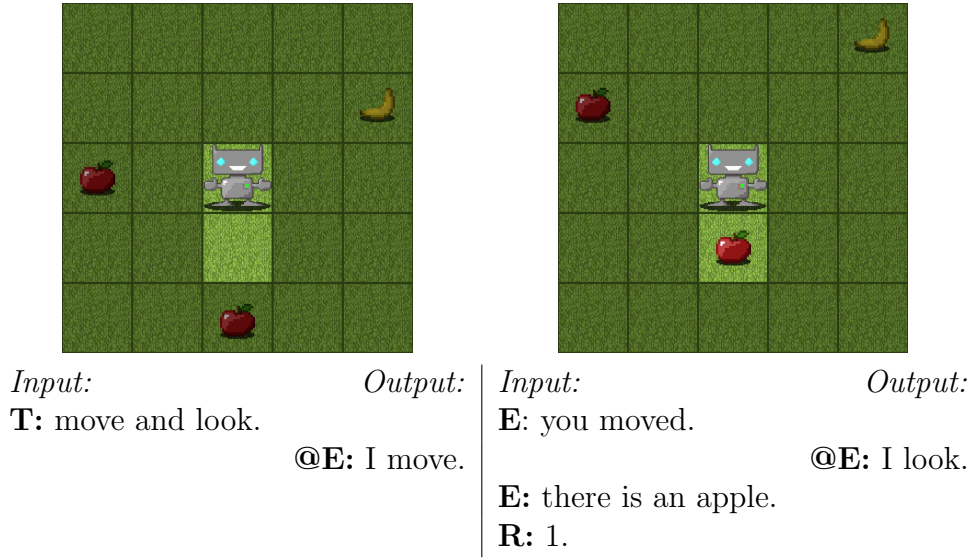 Input: Output:
T: move and look.
@E: I move.
Input: Output:
E: you moved.
@E: I look.
E: there is an apple.
R: 1.